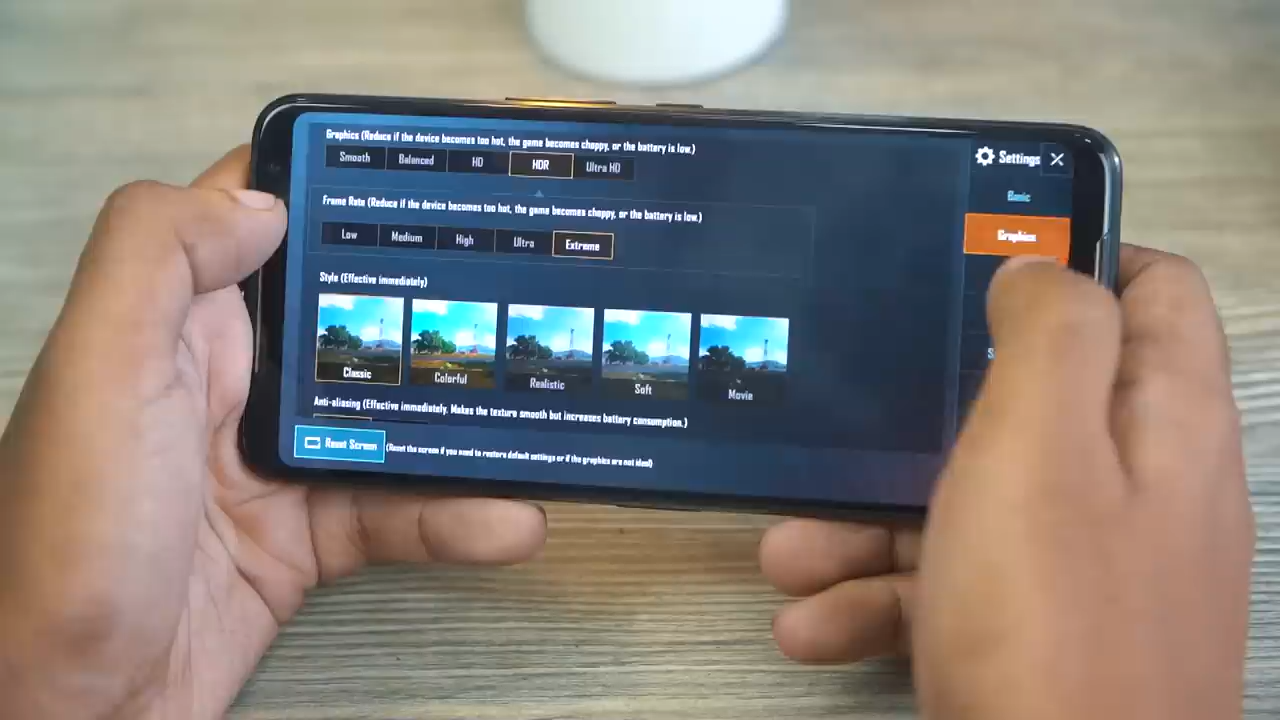 Graphics (Reduce if the device becomes too hot, the game becomes choppy, or the battery is low.)
Smooth Balanced HD HDR Ultra HD
Frame Rate (Reduce if the device becomes too hot, the game becomes choppy, or the battery is low.)
Low Medium High Ultra Extreme
Style (Effective immediately)
Classic Colorful Realistic Soft Movie
Anti-aliasing (Effective immediately. Makes the texture smooth but increases battery consumption.)
Reset Screen (Reset the screen if you need to restore default settings or if the graphics are not ideal)
Settings
Basic
Graphics